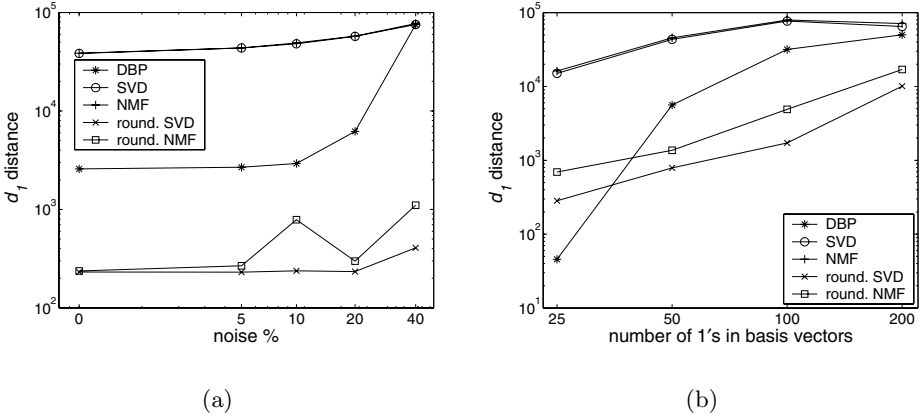 10^5
10^4
10^3
10^2
d_1 distance
DBP
SVD
NMF
round. SVD
round. NMF
0
5
10
20
40
noise %
(a)
10^5
10^4
10^3
10^2
10^1
d_1 distance
DBP
SVD
NMF
round. SVD
round. NMF
25
50
100
200
number of 1's in basis vectors
(b)